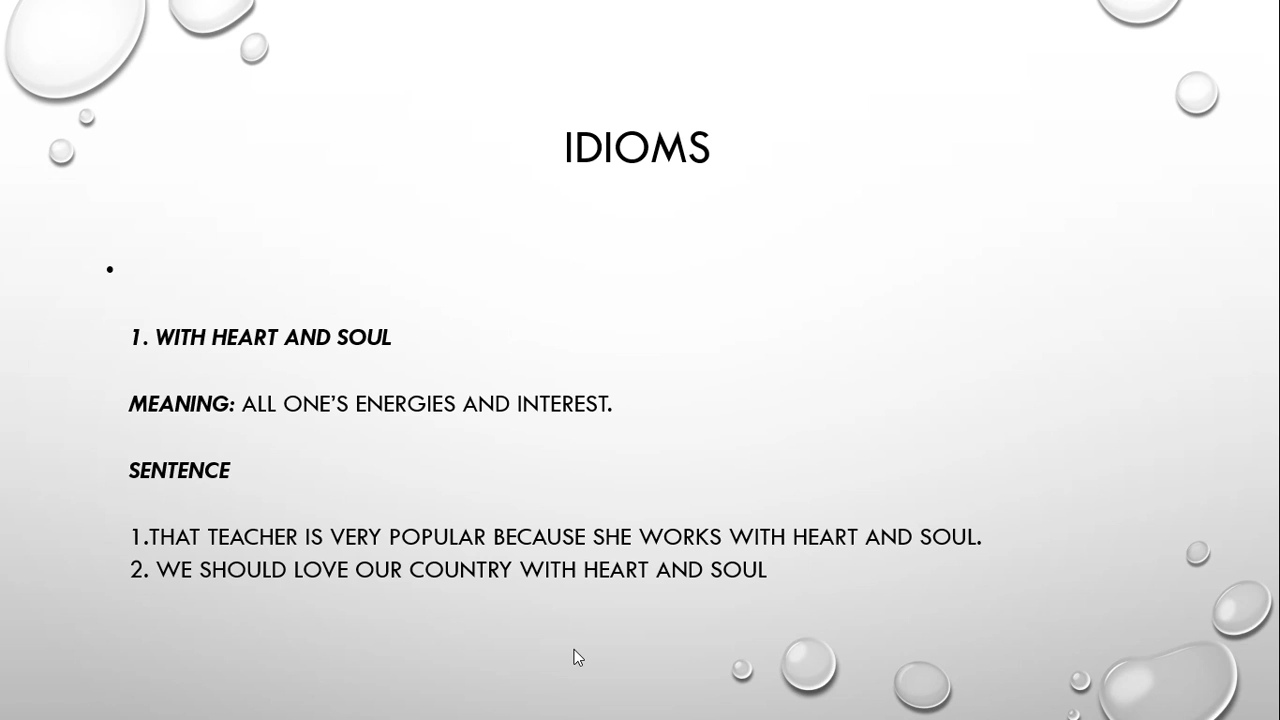 IDIOMS
•
1. WITH HEART AND SOUL
MEANING: ALL ONE’S ENERGIES AND INTEREST.
SENTENCE
1.THAT TEACHER IS VERY POPULAR BECAUSE SHE WORKS WITH HEART AND SOUL.
2. WE SHOULD LOVE OUR COUNTRY WITH HEART AND SOUL